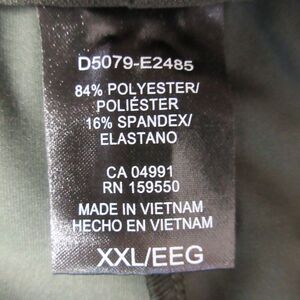 D5079-E2485
84% POLYESTER/
POLIÉSTER
16% SPANDEX/
ELASTANO
CA 04991
RN 159550
MADE IN VIETNAM
HECHO EN VIETNAM
XXL/EEG